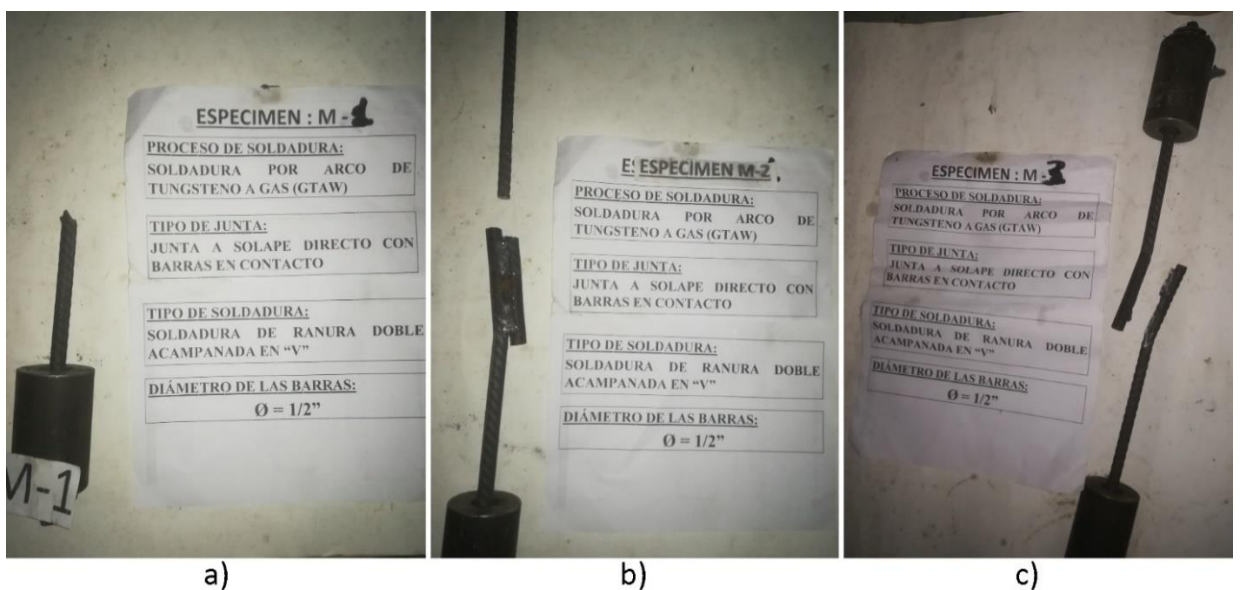 ESPECIMEN : M - 1
PROCESO DE SOLDADURA:
SOLDADURA POR ARCO DE
TUNGSTENO A GAS (GTAW)
TIPO DE JUNTA:
JUNTA A SOLAPE DIRECTO CON
BARRAS EN CONTACTO
TIPO DE SOLDADURA:
SOLDADURA DE RANURA DOBLE
ACAMPANADA EN “V”
DIÁMETRO DE LAS BARRAS:
Ø = 1/2”
M-1
a)
ESPECIMEN M-2
PROCESO DE SOLDADURA:
SOLDADURA POR ARCO DE
TUNGSTENO A GAS (GTAW)
TIPO DE JUNTA:
JUNTA A SOLAPE DIRECTO CON
BARRAS EN CONTACTO
TIPO DE SOLDADURA:
SOLDADURA DE RANURA DOBLE
ACAMPANADA EN “V”
DIÁMETRO DE LAS BARRAS:
Ø = 1/2”
b)
ESPECIMEN : M - 3
PROCESO DE SOLDADURA:
SOLDADURA POR ARCO DE
TUNGSTENO A GAS (GTAW)
TIPO DE JUNTA:
JUNTA A SOLAPE DIRECTO CON
BARRAS EN CONTACTO
TIPO DE SOLDADURA:
SOLDADURA DE RANURA DOBLE
ACAMPANADA EN “V”
DIÁMETRO DE LAS BARRAS:
Ø = 1/2”
c)